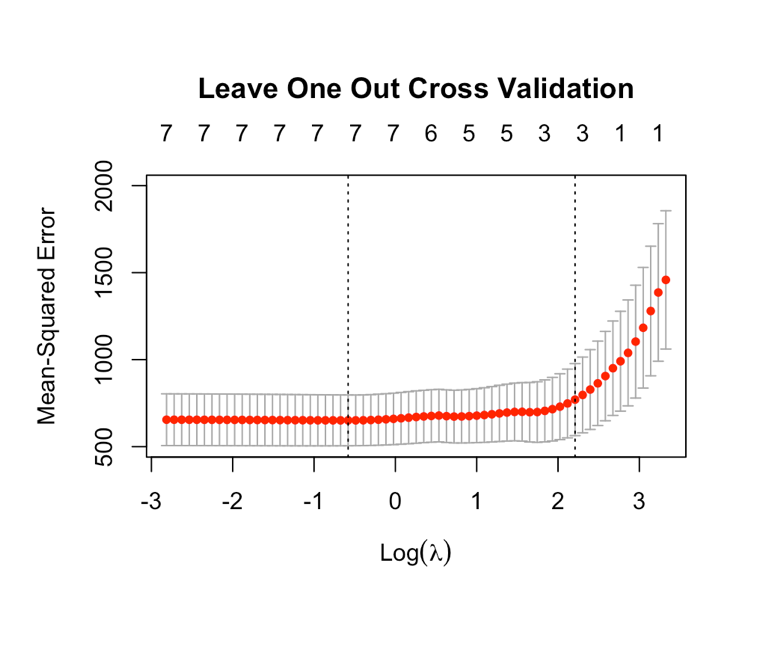 Leave One Out Cross Validation
7 7 7 7 7 7 7 6 5 5 3 3 1 1
Mean-Squared Error
2000
1500
1000
500
-3 -2 -1 0 1 2 3
Log(λ)